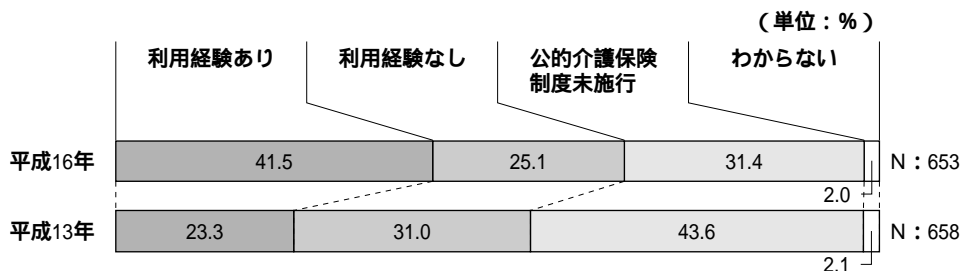 （単位：%）
利用経験あり
利用経験なし
公的介護保険
制度未施行
わからない
平成16年 41.5 25.1 31.4 2.0 N：653
平成13年 23.3 31.0 43.6 2.1 N：658